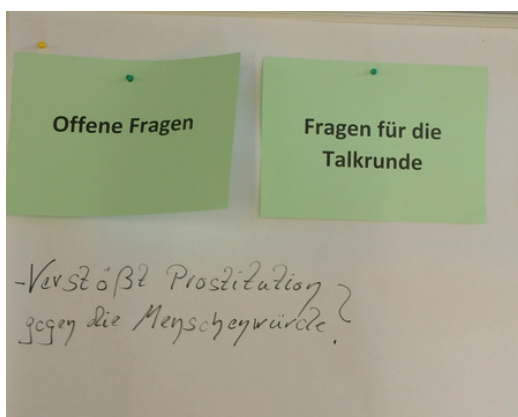 Offene Fragen
Fragen für die
Talkrunde
-Verstößt Prostitution
gegen die Menschenwürde?